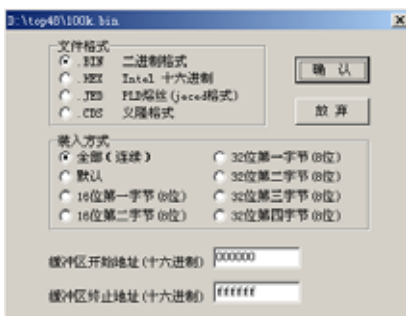 D:\top48\100k.bin
文件格式
.BIN 二进制格式
.HEX Intel 十六进制
.JED PLD熔丝(jeced格式)
.CDS 义隆格式
确 认
放 弃
装入方式
全部(连续)
默认
16位第一字节(8位)
16位第二字节(8位)
32位第一字节(8位)
32位第二字节(8位)
32位第三字节(8位)
32位第四字节(8位)
缓冲区开始地址(十六进制) 000000
缓冲区终止地址(十六进制) ffffff